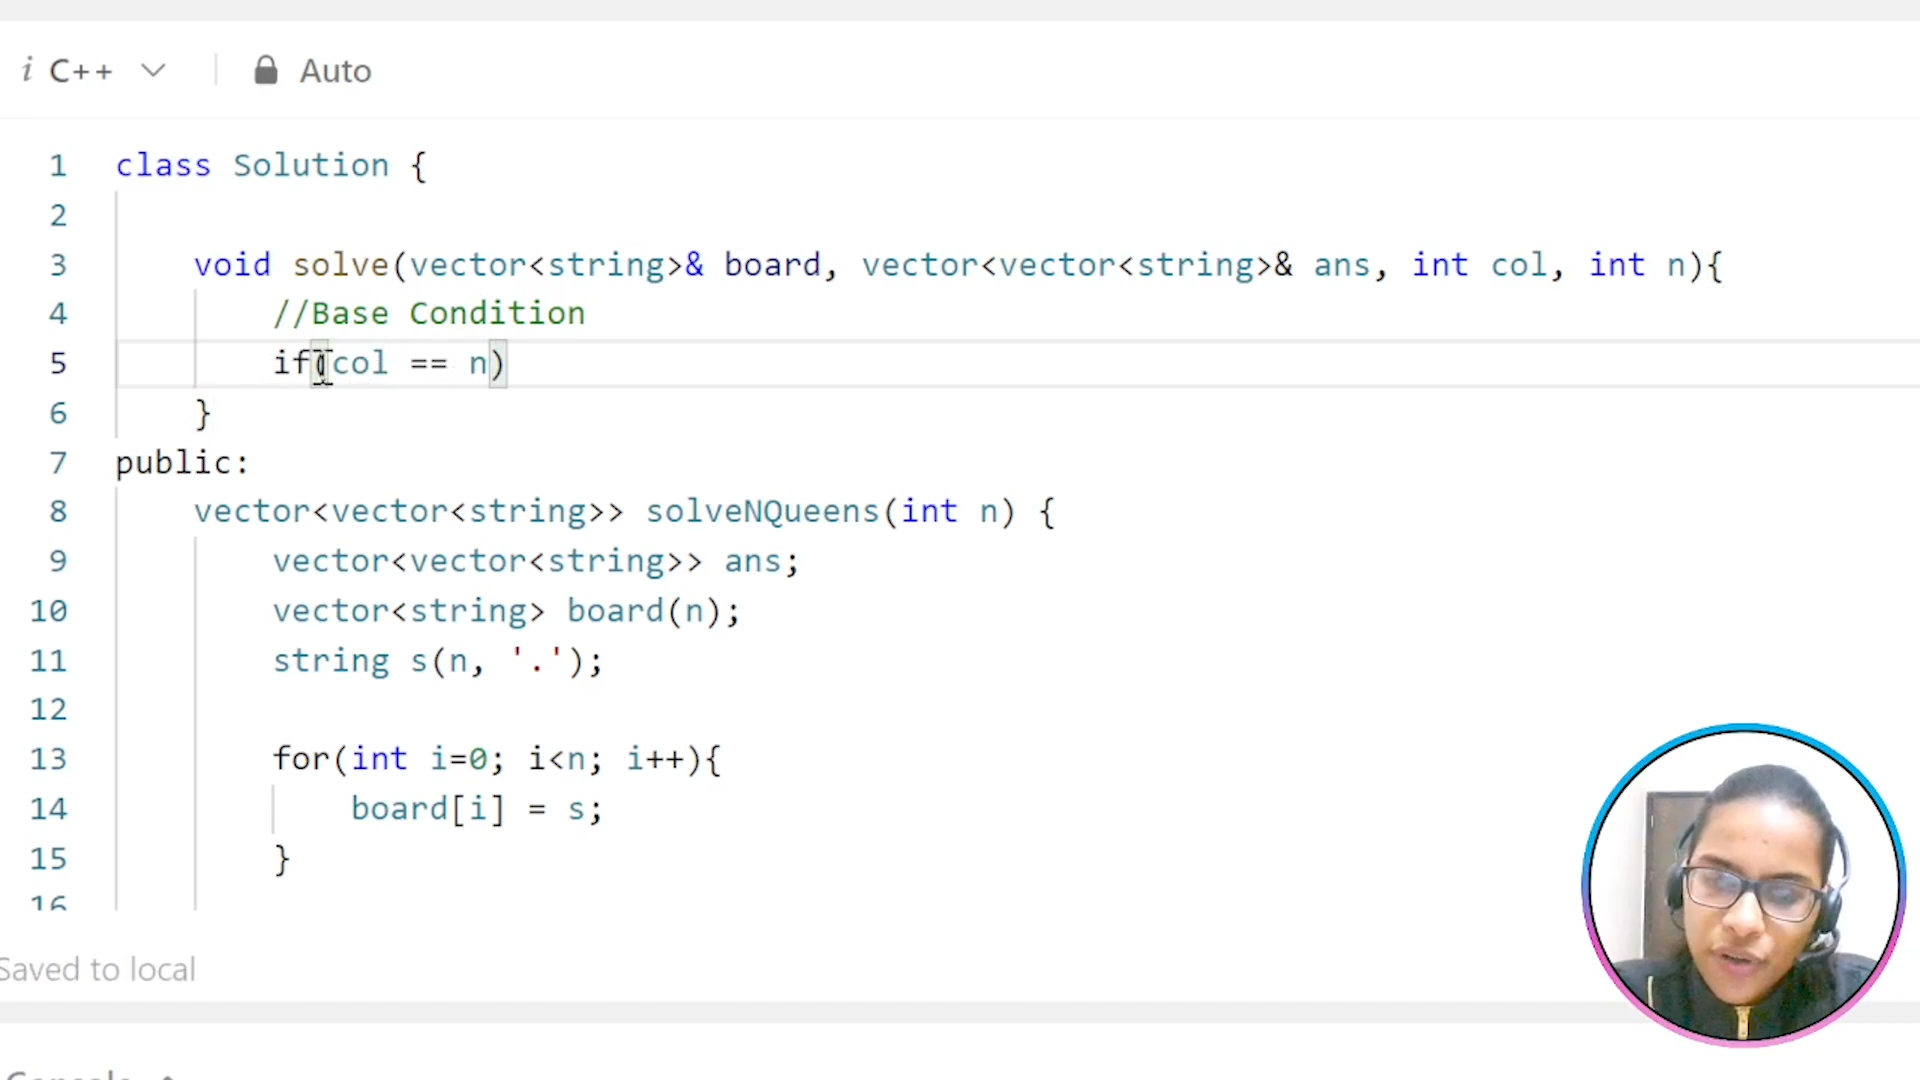 i C++ Auto
1 class Solution {
2
3 void solve(vector<string>& board, vector<vector<string>& ans, int col, int n){
4 //Base Condition
5 if(col == n)
6 }
7 public:
8 vector<vector<string>> solveNQueens(int n) {
9 vector<vector<string>> ans;
10 vector<string> board(n);
11 string s(n, '.');
12
13 for(int i=0; i<n; i++){
14 board[i] = s;
15 }
16
Saved to local
Console